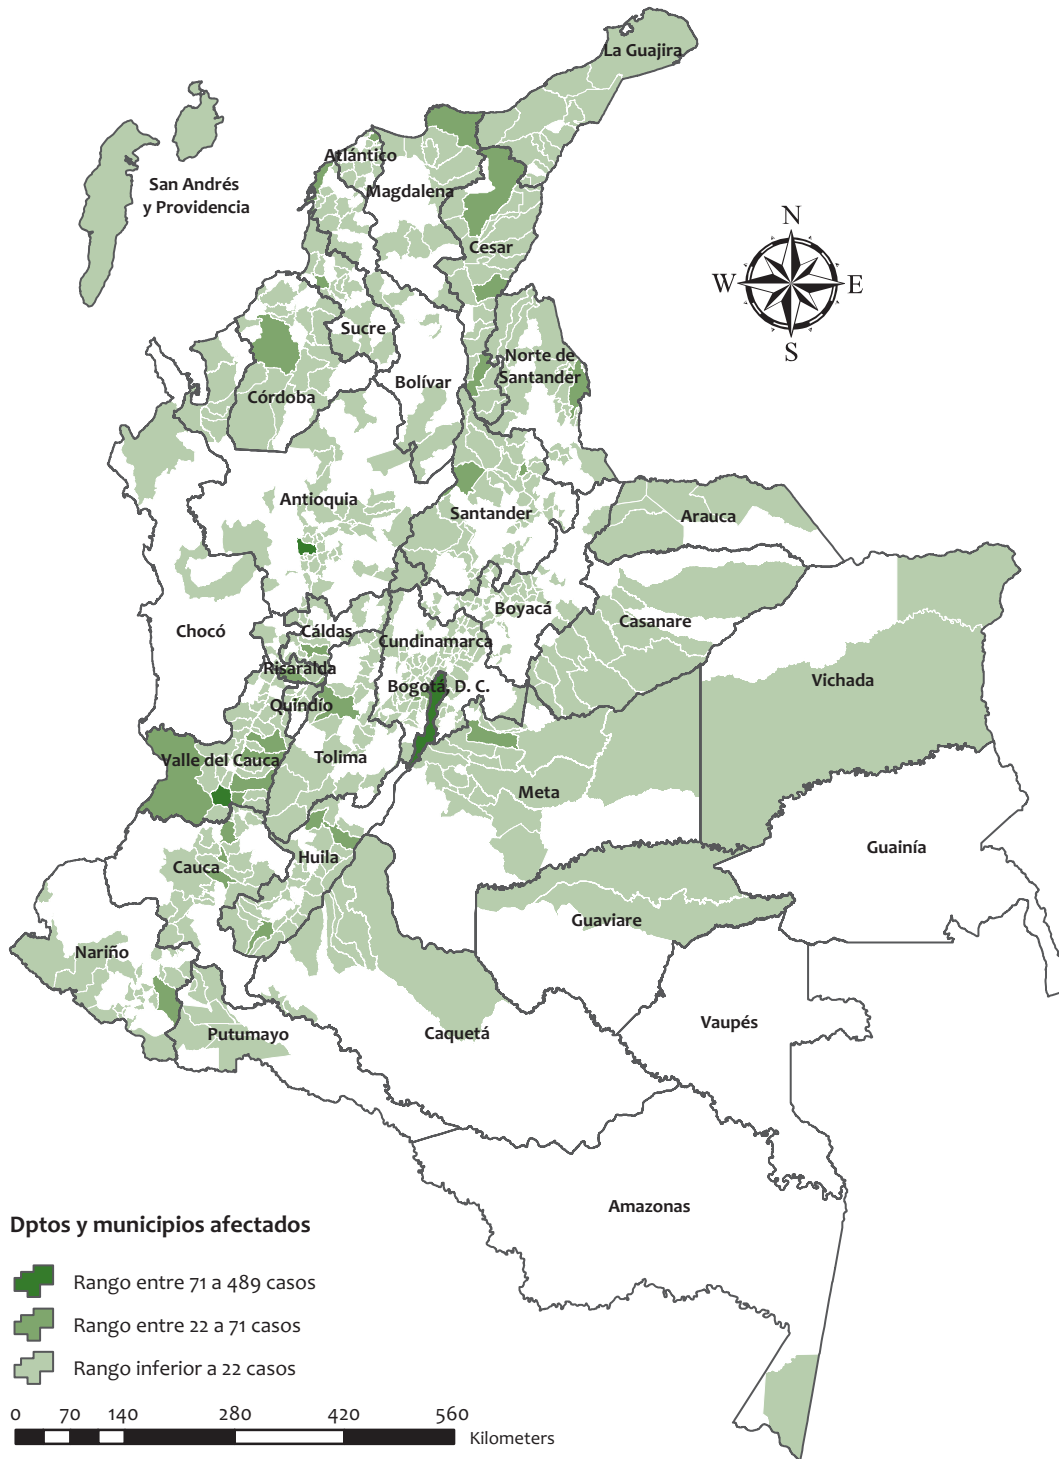 La Guajira
Atlántico
San Andrés
y Providencia
Magdalena
N
W
E
S
Cesar
Sucre
Norte de
Santander
Bolívar
Córdoba
Antioquia
Santander
Arauca
Boyacá
Chocó
Cáldas
Casanare
Cundinamarca
Risaralda
Vichada
Bogotá, D. C.
Quindío
Valle del Cauca
Tolima
Meta
Guainía
Huila
Cauca
Guaviare
Nariño
Vaupés
Putumayo
Caquetá
Amazonas
Dptos y municipios afectados
Rango entre 71 a 489 casos
Rango entre 22 a 71 casos
Rango inferior a 22 casos
0 70 140 280 420 560
Kilometers